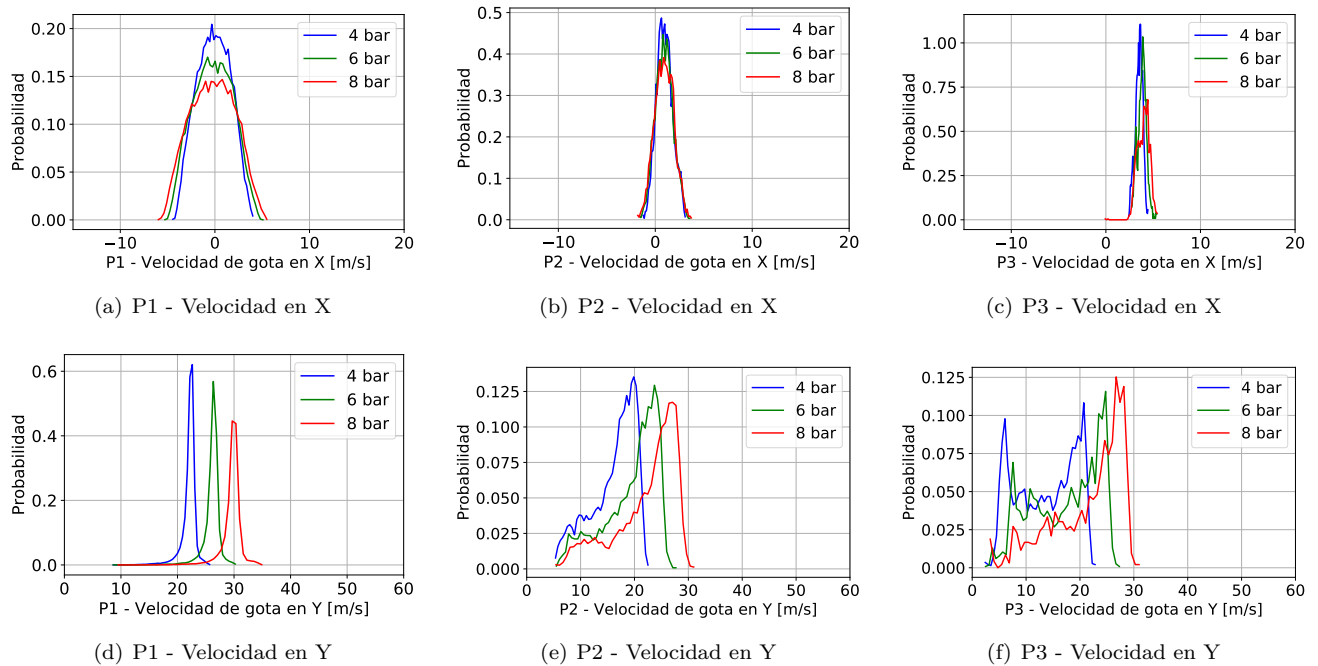 0.20
0.15
0.10
0.05
0.00
Probabilidad
4 bar
6 bar
8 bar
−10 0 10 20
P1 - Velocidad de gota en X [m/s]
(a) P1 - Velocidad en X
0.5
0.4
0.3
0.2
0.1
0.0
Probabilidad
4 bar
6 bar
8 bar
−10 0 10 20
P2 - Velocidad de gota en X [m/s]
(b) P2 - Velocidad en X
1.00
0.75
0.50
0.25
0.00
Probabilidad
4 bar
6 bar
8 bar
−10 0 10 20
P3 - Velocidad de gota en X [m/s]
(c) P3 - Velocidad en X
0.6
0.4
0.2
0.0
Probabilidad
4 bar
6 bar
8 bar
0 10 20 30 40 50 60
P1 - Velocidad de gota en Y [m/s]
(d) P1 - Velocidad en Y
0.125
0.100
0.075
0.050
0.025
0.000
Probabilidad
4 bar
6 bar
8 bar
0 10 20 30 40 50 60
P2 - Velocidad de gota en Y [m/s]
(e) P2 - Velocidad en Y
0.125
0.100
0.075
0.050
0.025
0.000
Probabilidad
4 bar
6 bar
8 bar
0 10 20 30 40 50 60
P3 - Velocidad de gota en Y [m/s]
(f) P3 - Velocidad en Y